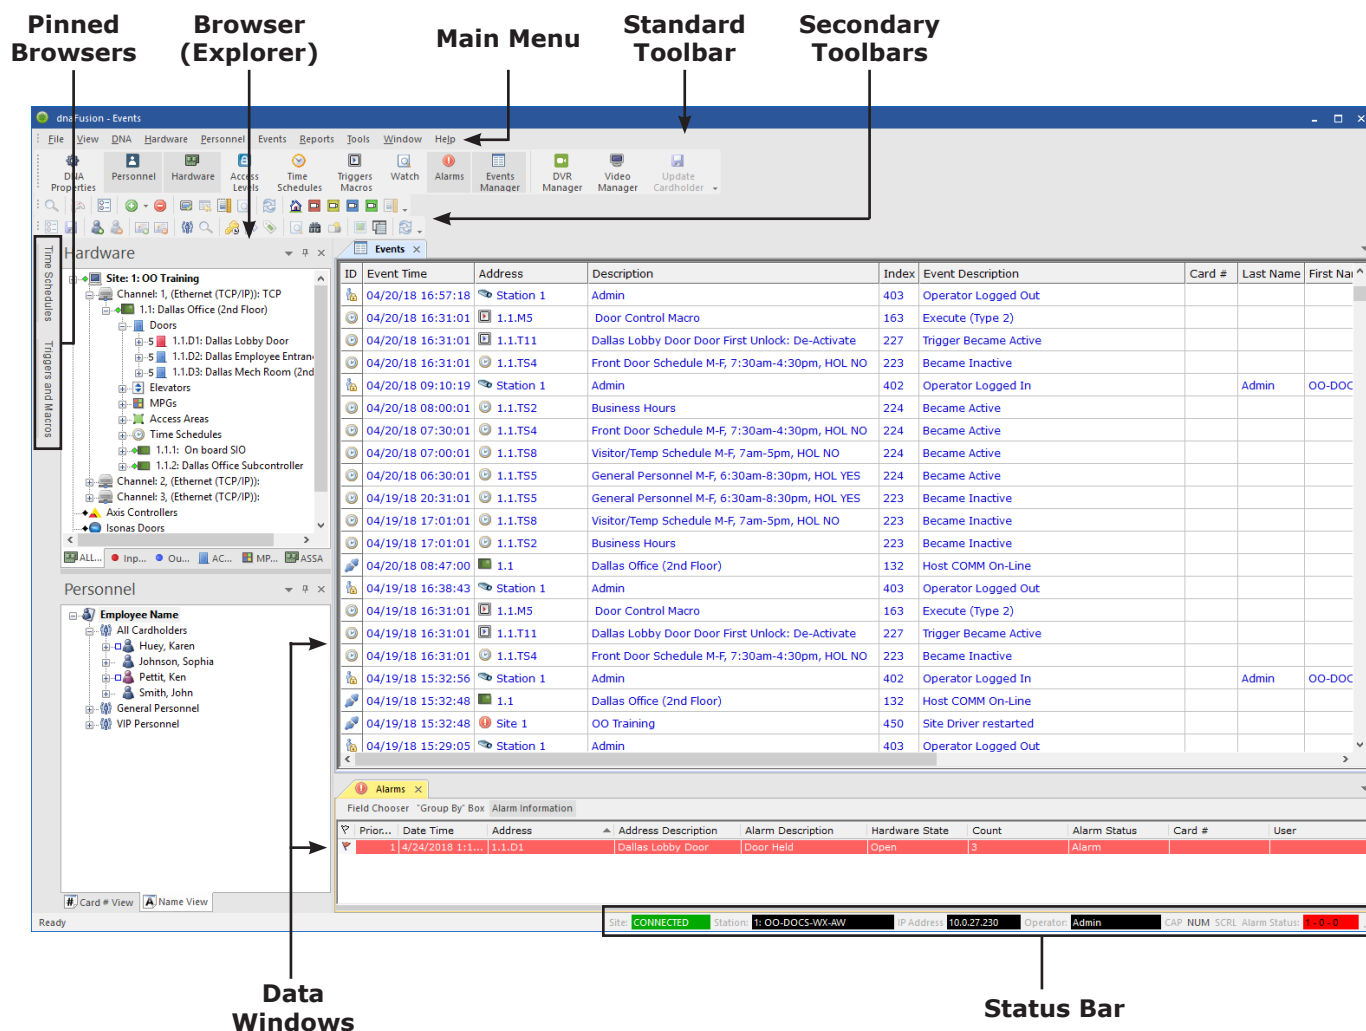 Pinned
Browsers
Browser
(Explorer)
Main Menu
Standard
Toolbar
Secondary
Toolbars
dnaFusion - Events
File View DNA Hardware Personnel Events Reports Tools Window Help
DNA
Properties
Personnel
Hardware
Access
Levels
Time
Schedules
Triggers
Macros
Watch
Alarms
Events
Manager
DVR
Manager
Video
Manager
Update
Cardholder
Time Schedules
Triggers and Macros
Hardware
Site: 1: OO Training
Channel: 1, (Ethernet (TCP/IP)): TCP
1.1: Dallas Office (2nd Floor)
Doors
5 1.1.D1: Dallas Lobby Door
5 1.1.D2: Dallas Employee Entran
5 1.1.D3: Dallas Mech Room (2nd
Elevators
MPGs
Access Areas
Time Schedules
1.1.1: On board SIO
1.1.2: Dallas Office Subcontroller
Channel: 2, (Ethernet (TCP/IP)):
Channel: 3, (Ethernet (TCP/IP)):
Axis Controllers
Isonas Doors
ALL... Inp... Ou... AC... MP... ASSA
Personnel
Employee Name
All Cardholders
Huey, Karen
Johnson, Sophia
Pettit, Ken
Smith, John
General Personnel
VIP Personnel
# Card # View A Name View
Events
ID Event Time Address Description Index Event Description Card # Last Name First Nar
04/20/18 16:57:18 Station 1 Admin 403 Operator Logged Out
04/20/18 16:31:01 1.1.M5 Door Control Macro 163 Execute (Type 2)
04/20/18 16:31:01 1.1.T11 Dallas Lobby Door Door First Unlock: De-Activate 227 Trigger Became Active
04/20/18 16:31:01 1.1.TS4 Front Door Schedule M-F, 7:30am-4:30pm, HOL NO 223 Became Inactive
04/20/18 09:10:19 Station 1 Admin 402 Operator Logged In Admin OO-DOC
04/20/18 08:00:01 1.1.TS2 Business Hours 224 Became Active
04/20/18 07:30:01 1.1.TS4 Front Door Schedule M-F, 7:30am-4:30pm, HOL NO 224 Became Active
04/20/18 07:00:01 1.1.TS8 Visitor/Temp Schedule M-F, 7am-5pm, HOL NO 224 Became Active
04/20/18 06:30:01 1.1.TS5 General Personnel M-F, 6:30am-8:30pm, HOL YES 224 Became Active
04/19/18 20:31:01 1.1.TS5 General Personnel M-F, 6:30am-8:30pm, HOL YES 223 Became Inactive
04/19/18 17:01:01 1.1.TS8 Visitor/Temp Schedule M-F, 7am-5pm, HOL NO 223 Became Inactive
04/19/18 17:01:01 1.1.TS2 Business Hours 223 Became Inactive
04/20/18 08:47:00 1.1 Dallas Office (2nd Floor) 132 Host COMM On-Line
04/19/18 16:38:43 Station 1 Admin 403 Operator Logged Out
04/19/18 16:31:01 1.1.M5 Door Control Macro 163 Execute (Type 2)
04/19/18 16:31:01 1.1.T11 Dallas Lobby Door Door First Unlock: De-Activate 227 Trigger Became Active
04/19/18 16:31:01 1.1.TS4 Front Door Schedule M-F, 7:30am-4:30pm, HOL NO 223 Became Inactive
04/19/18 15:32:56 Station 1 Admin 402 Operator Logged In Admin OO-DOC
04/19/18 15:32:48 1.1 Dallas Office (2nd Floor) 132 Host COMM On-Line
04/19/18 15:32:48 Site 1 OO Training 450 Site Driver restarted
04/19/18 15:29:05 Station 1 Admin 403 Operator Logged Out
Alarms
Field Chooser "Group By" Box Alarm Information
Prior... Date Time Address Address Description Alarm Description Hardware State Count Alarm Status Card # User
1 4/24/2018 1:1... 1.1.D1 Dallas Lobby Door Door Held Open 3 Alarm
Ready
Site: CONNECTED Station: 1: OO-DOCS-WX-AW IP Address 10.0.27.230 Operator: Admin CAP NUM SCRL Alarm Status: 1 - 0 - 0
Data
Windows
Status Bar